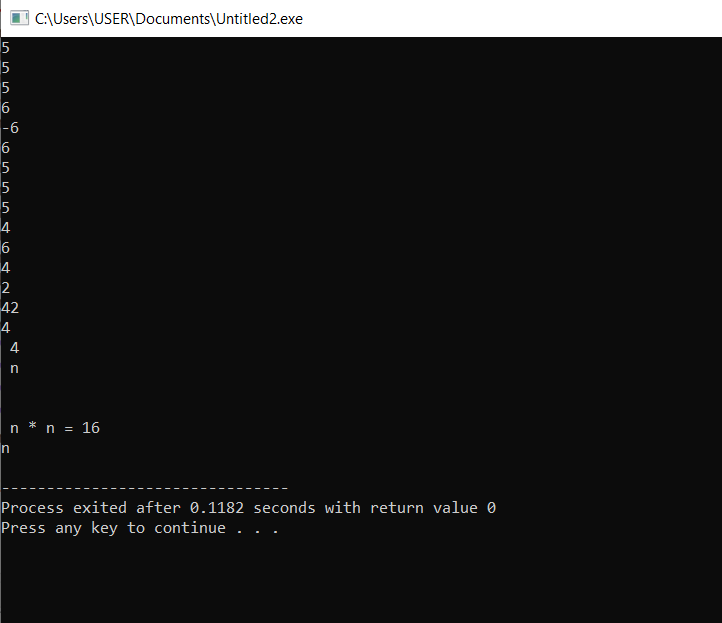 C:\Users\USER\Documents\Untitled2.exe
5
5
5
6
-6
6
5
5
5
4
6
4
2
42
4
4
n
n * n = 16
n
--------------------------------
Process exited after 0.1182 seconds with return value 0
Press any key to continue . . .